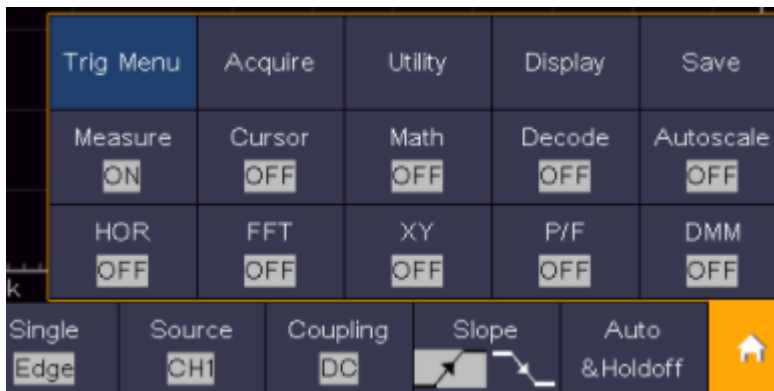 Trig Menu Acquire Utility Display Save
Measure Cursor Math Decode Autoscale
ON OFF OFF OFF OFF
HOR FFT XY P/F DMM
OFF OFF OFF OFF OFF
k
Single Source Coupling Slope Auto
Edge CH1 DC &Holdoff